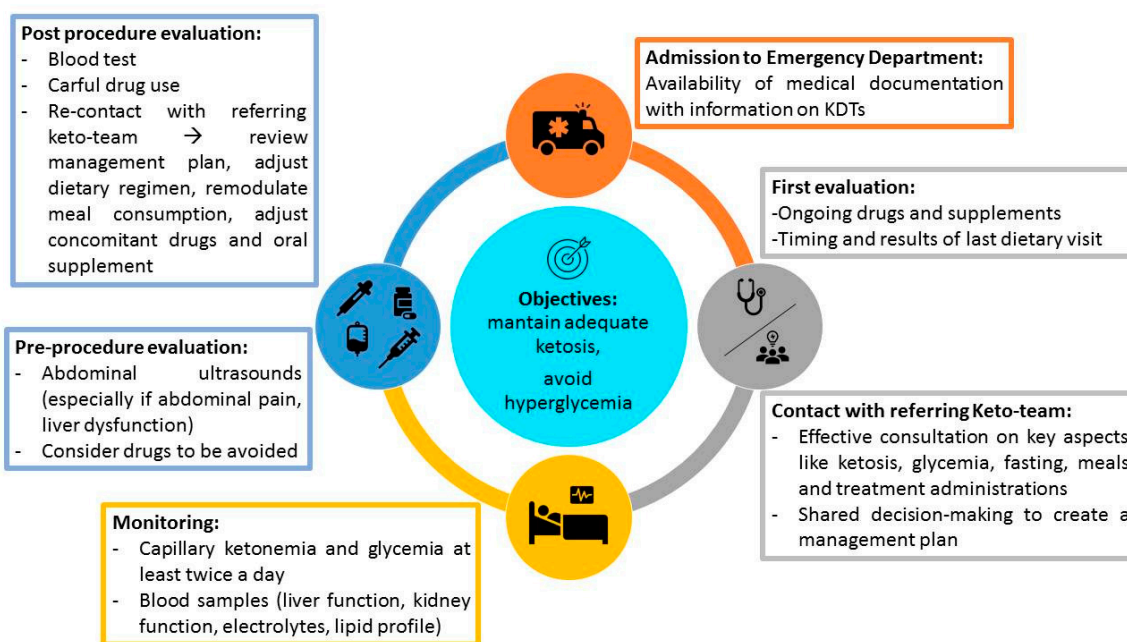 Post procedure evaluation:
- Blood test
- Carful drug use
- Re-contact with referring
keto-team → review
management plan, adjust
dietary regimen, remodulate
meal consumption, adjust
concomitant drugs and oral
supplement
Admission to Emergency Department:
Availability of medical documentation
with information on KDTs
First evaluation:
-Ongoing drugs and supplements
-Timing and results of last dietary visit
Objectives:
mantain adequate
ketosis,
avoid
hyperglycemia
Pre-procedure evaluation:
- Abdominal ultrasounds
(especially if abdominal pain,
liver dysfunction)
- Consider drugs to be avoided
Contact with referring Keto-team:
- Effective consultation on key aspects
like ketosis, glycemia, fasting, meals
and treatment administrations
- Shared decision-making to create a
management plan
Monitoring:
- Capillary ketonemia and glycemia at
least twice a day
- Blood samples (liver function, kidney
function, electrolytes, lipid profile)